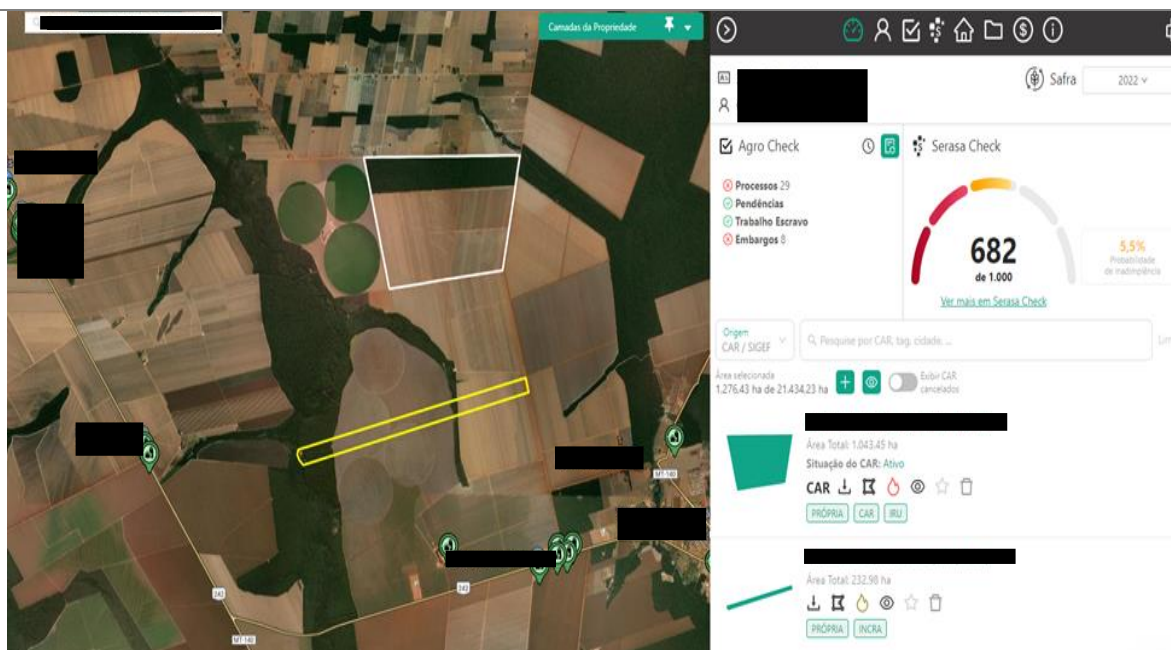 Camadas da Propriedade
242
MT-140
243
MT-140
Safra
2022
Agro Check
Processos 29
Pendências
Trabalho Escravo
Embargos 8
Serasa Check
682
de 1.000
Ver mais em Serasa Check
5,5%
Probabilidade
de inadimplência
Origem
CAR / SIGEF
Pesquise por CAR, tag, cidade, ...
Área selecionada
1.276,43 ha de 21.434,23 ha
Exibir CAR
cancelados
Área Total: 1.043,45 ha
Situação do CAR: Ativo
CAR
PRÓPRIA
CAR
IRU
Área Total: 232,98 ha
PRÓPRIA
INCRA